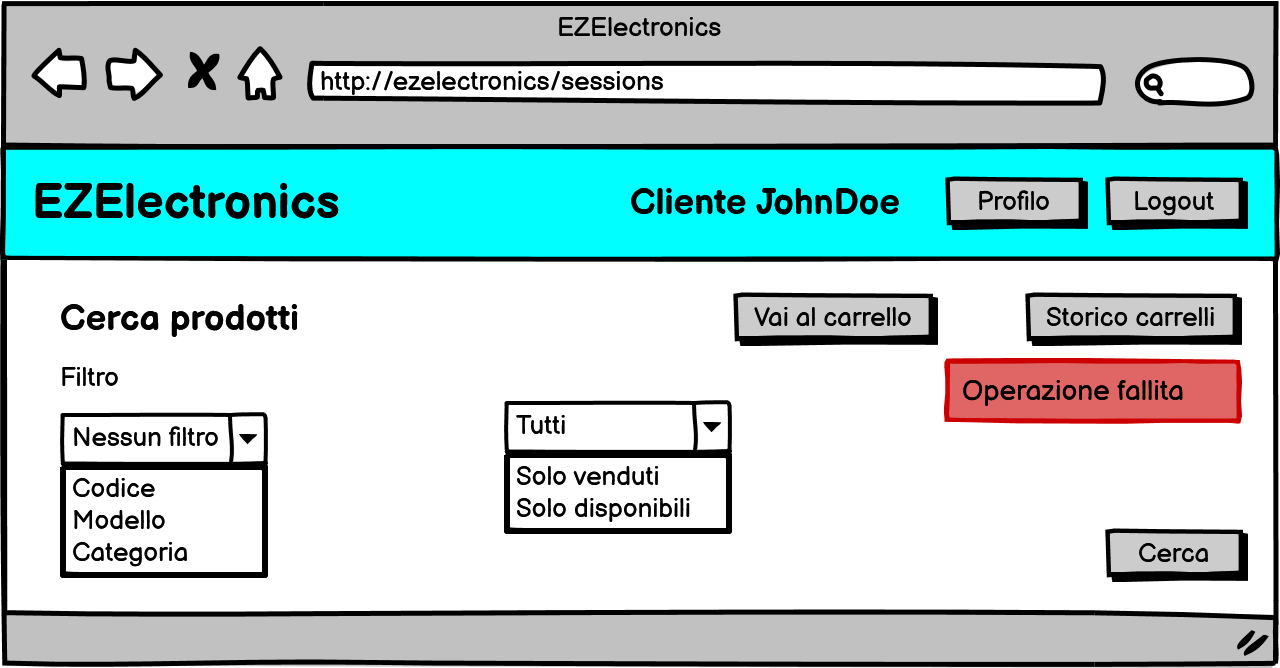 EZElectronics
http://ezelectronics/sessions
EZElectronics
Cliente JohnDoe
Profilo
Logout
Cerca prodotti
Vai al carrello
Storico carrelli
Filtro
Operazione fallita
Nessun filtro
Codice
Modello
Categoria
Tutti
Solo venduti
Solo disponibili
Cerca